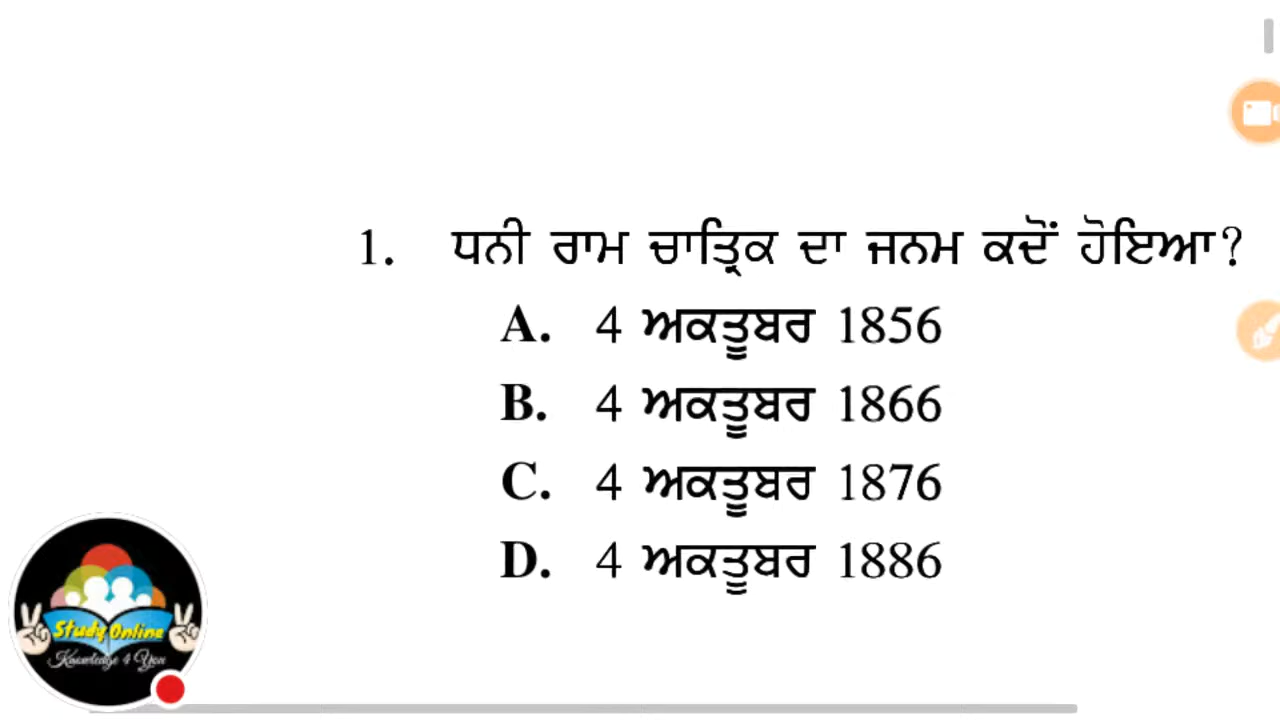 1. ਧਨੀ ਰਾਮ ਚਾਤ੍ਰਿਕ ਦਾ ਜਨਮ ਕਦੋਂ ਹੋਇਆ?
A. 4 ਅਕਤੂਬਰ 1856
B. 4 ਅਕਤੂਬਰ 1866
C. 4 ਅਕਤੂਬਰ 1876
D. 4 ਅਕਤੂਬਰ 1886
Study Online
Knowledge 4 You